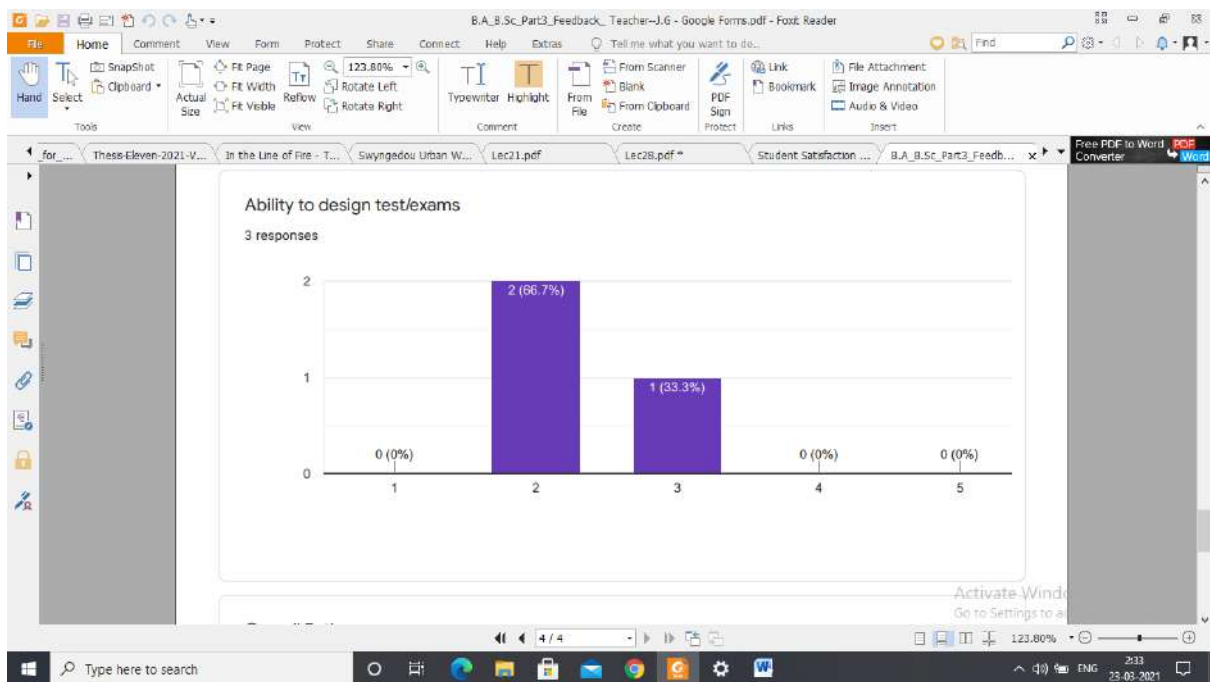 B.A_B.Sc_Part3_Feedback_ Teacher--J.G - Google Forms.pdf - Foxit Reader
File Home Comment View Form Protect Share Connect Help Extras Tell me what you want to do... Find
Hand
Select
SnapShot
Clipboard
Tools
Actual Size
Fit Page
Fit Width
Fit Visible
Reflow
123.80%
Rotate Left
Rotate Right
View
Typewriter Highlight
Comment
From File
From Scanner
Blank
From Clipboard
Create
PDF Sign
Protect
Link
Bookmark
Links
File Attachment
Image Annotation
Audio & Video
Insert
_for_... Thesis-Eleven-2021-V... In the Line of Fire - T... Swyngedou Urban W... Lec21.pdf Lec28.pdf * Student Satisfaction ... B.A_B.Sc_Part3_Feedb... x
Free PDF to Word PDF
Converter Word
Ability to design test/exams
3 responses
2
1
0
0 (0%)
2 (66.7%)
1 (33.3%)
0 (0%)
0 (0%)
1 2 3 4 5
Activate Wind
Go to Settings to a
4 / 4
123.80%
Type here to search
ENG
2:33
23-03-2021